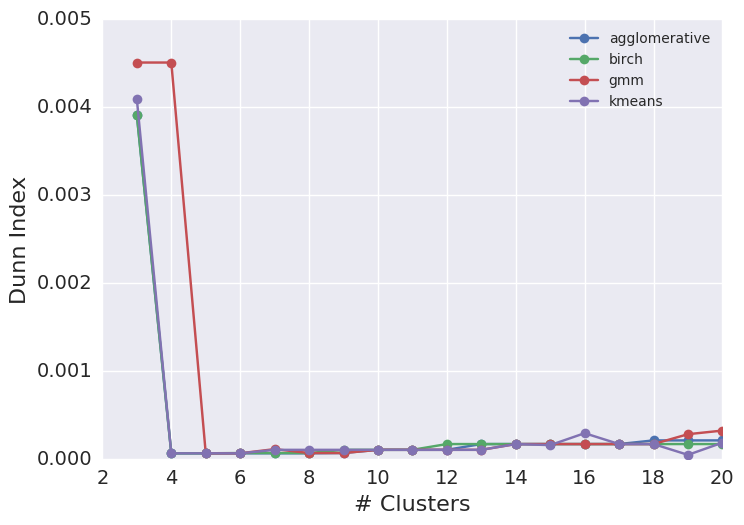 0.005
0.004
0.003
0.002
0.001
0.000
Dunn Index
agglomerative
birch
gmm
kmeans
2 4 6 8 10 12 14 16 18 20
# Clusters